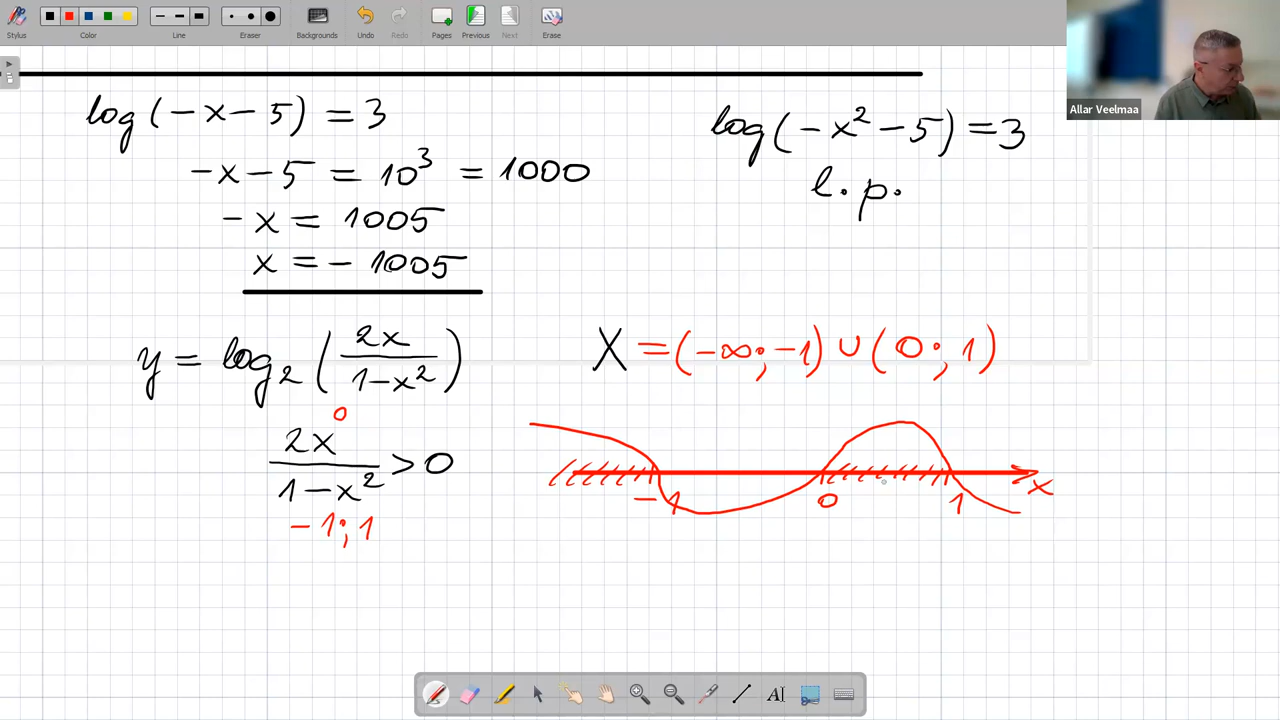 Stylus
Color
Line
Eraser
Backgrounds
Undo
Redo
Pages
Previous
Next
Erase
Allar Veelmaa
log(-x-5) = 3
-x-5 = 10³ = 1000
-x = 1005
x = -1005
log(-x²-5) = 3
l.p.
y = log₂(2x/(1-x²))
0
2x/(1-x²) > 0
-1; 1
X = (-∞; -1) ∪ (0; 1)
-1 0 1 x
AI